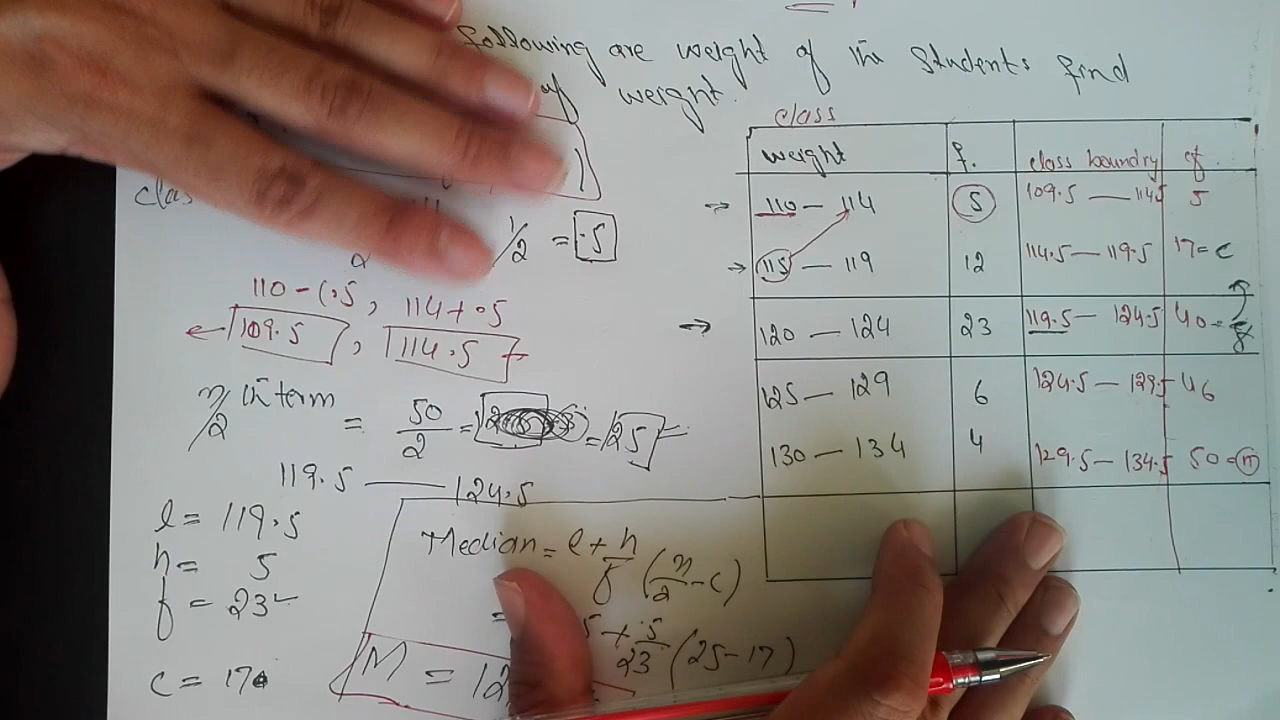 following are weight of the students find
of weight.
class
weight f. class boundry cf
110 - 114 5 109.5 — 114.5 5
115 — 119 12 114.5 — 119.5 17 = c
120 — 124 23 119.5 — 124.5 40 =
125 — 129 6 124.5 — 129.5 46
130 — 134 4 129.5 — 134.5 50 = n
1/2 = .5
110 - (.5 , 114 + .5
109.5 , 114.5
n/2 th term = 50/2 = = 25 =
119.5 — 124.5
l = 119.5
h = 5
f = 23
c = 17
Median = l + h/f (n/2 - c)
= 5 + 5/23 (25 - 17)
M = 12